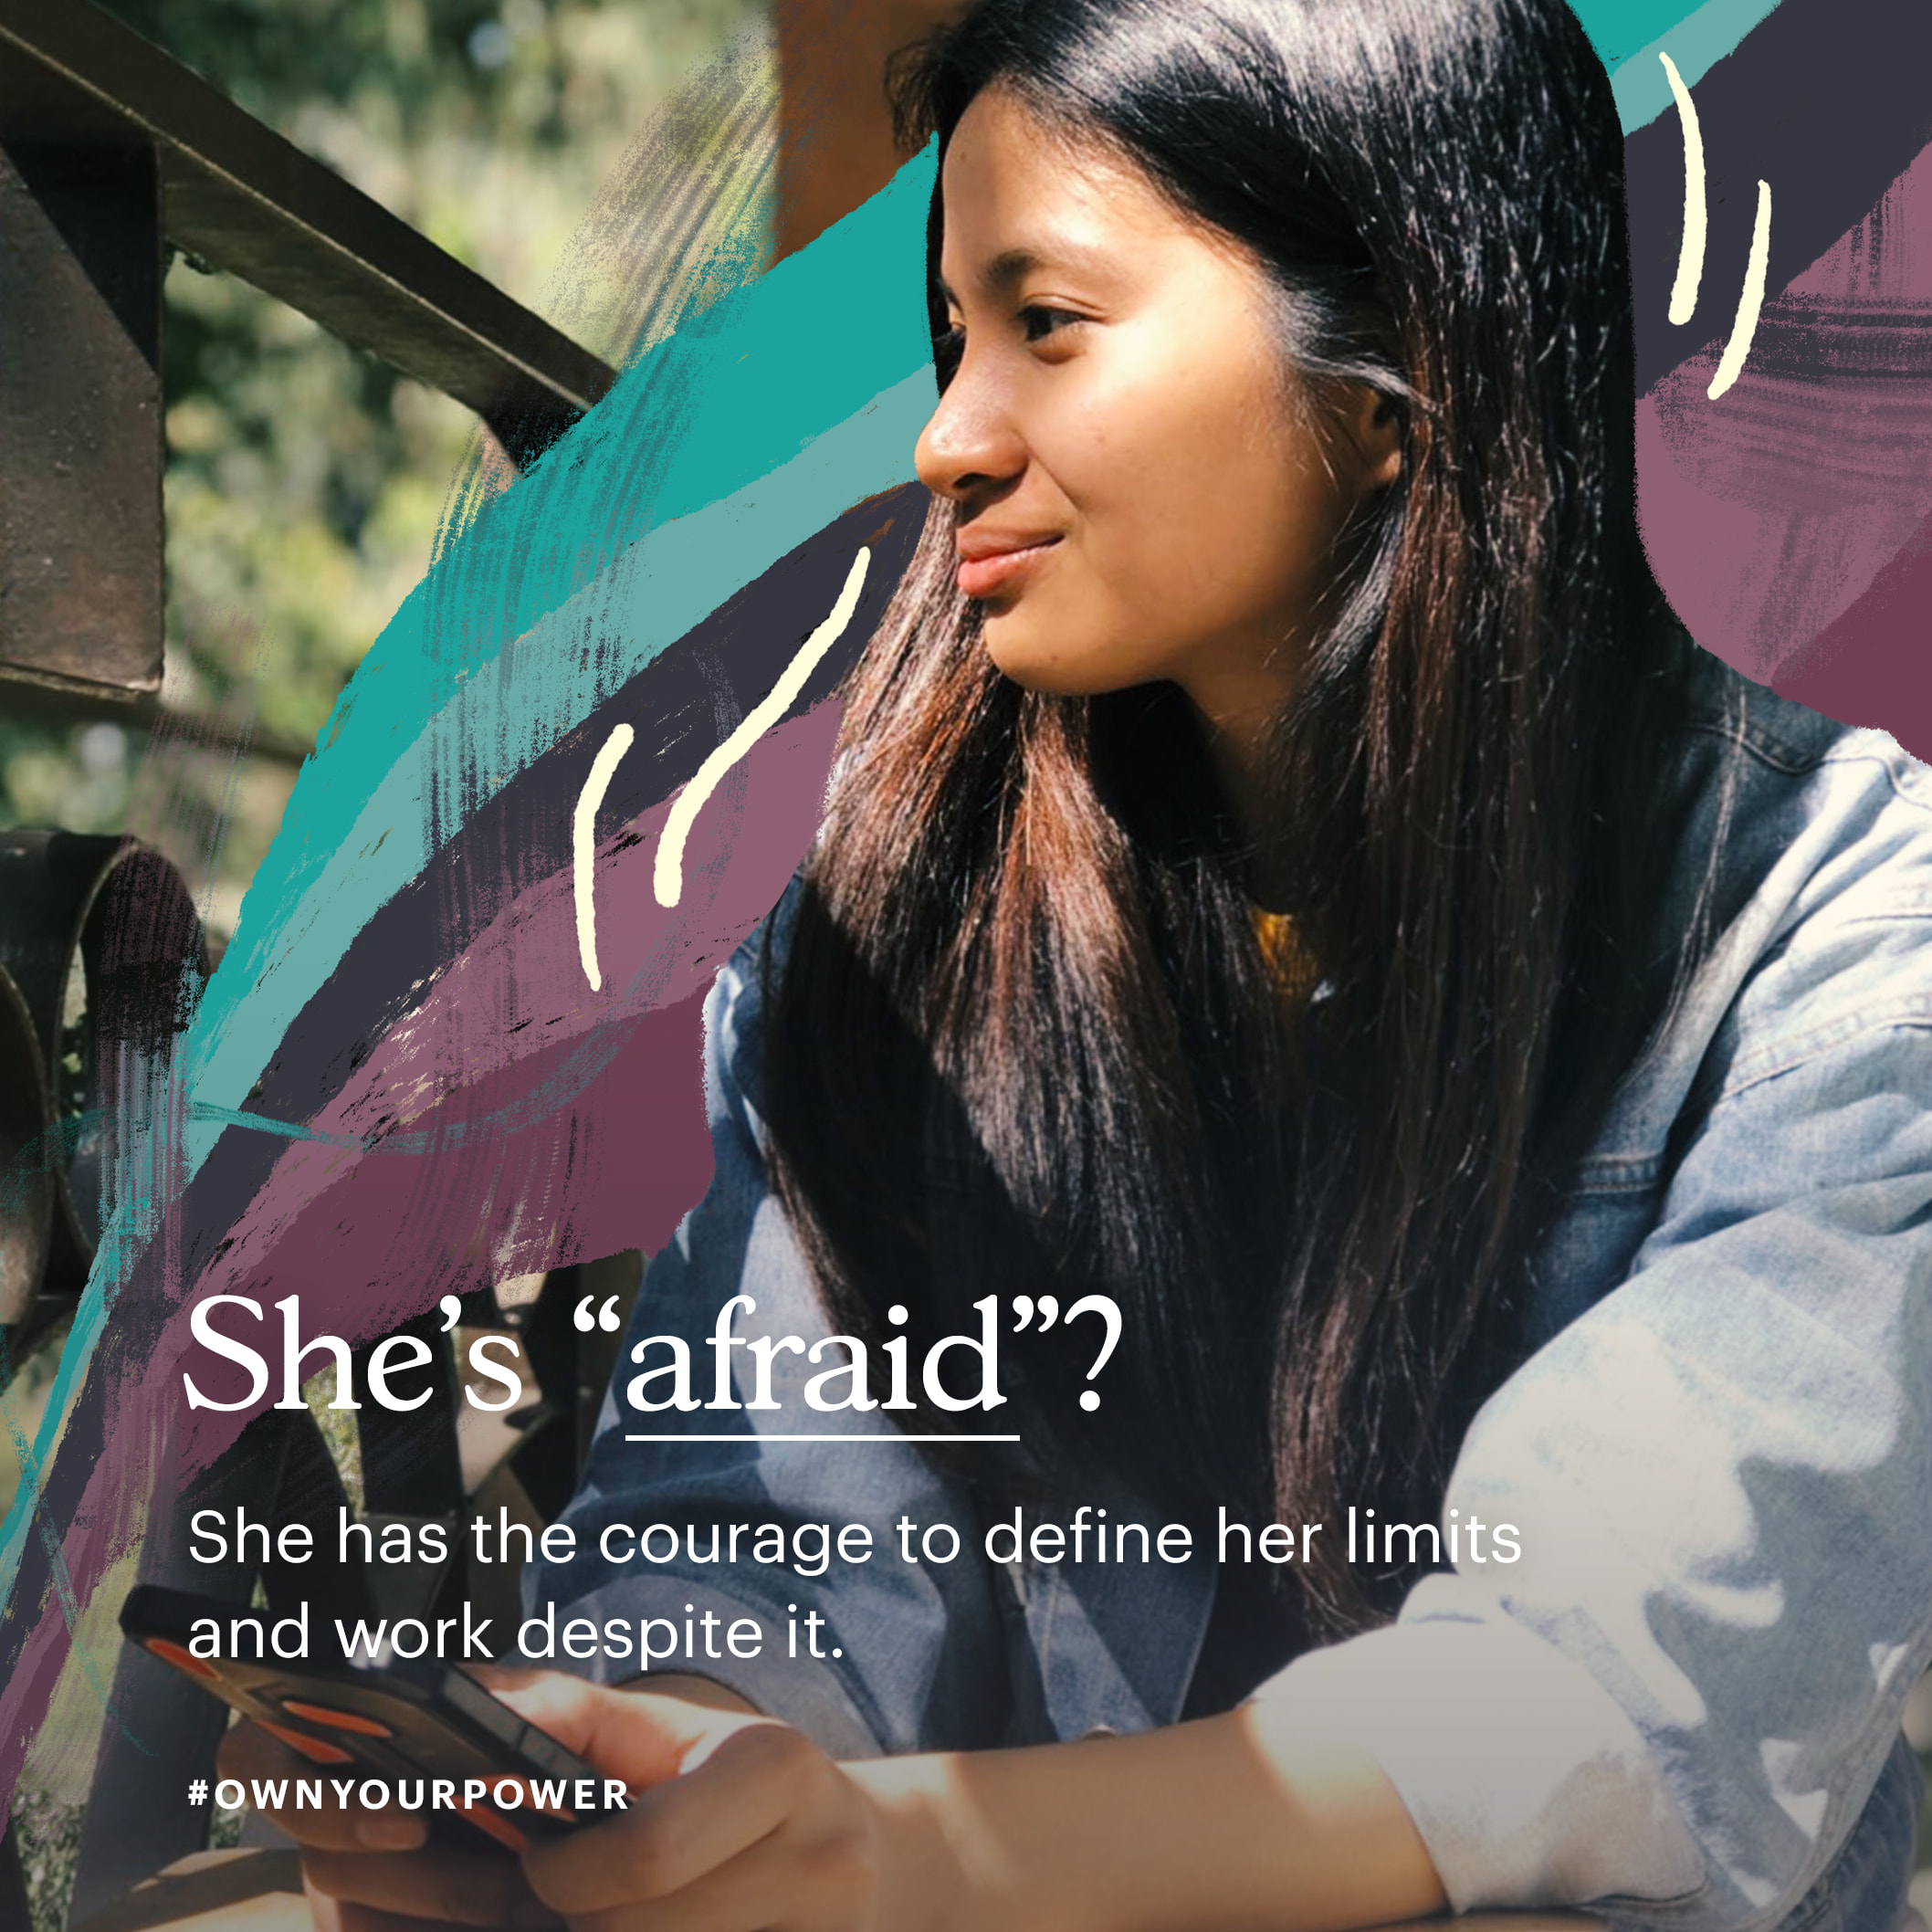 She’s “afraid”?
She has the courage to define her limits
and work despite it.
#OWNYOURPOWER